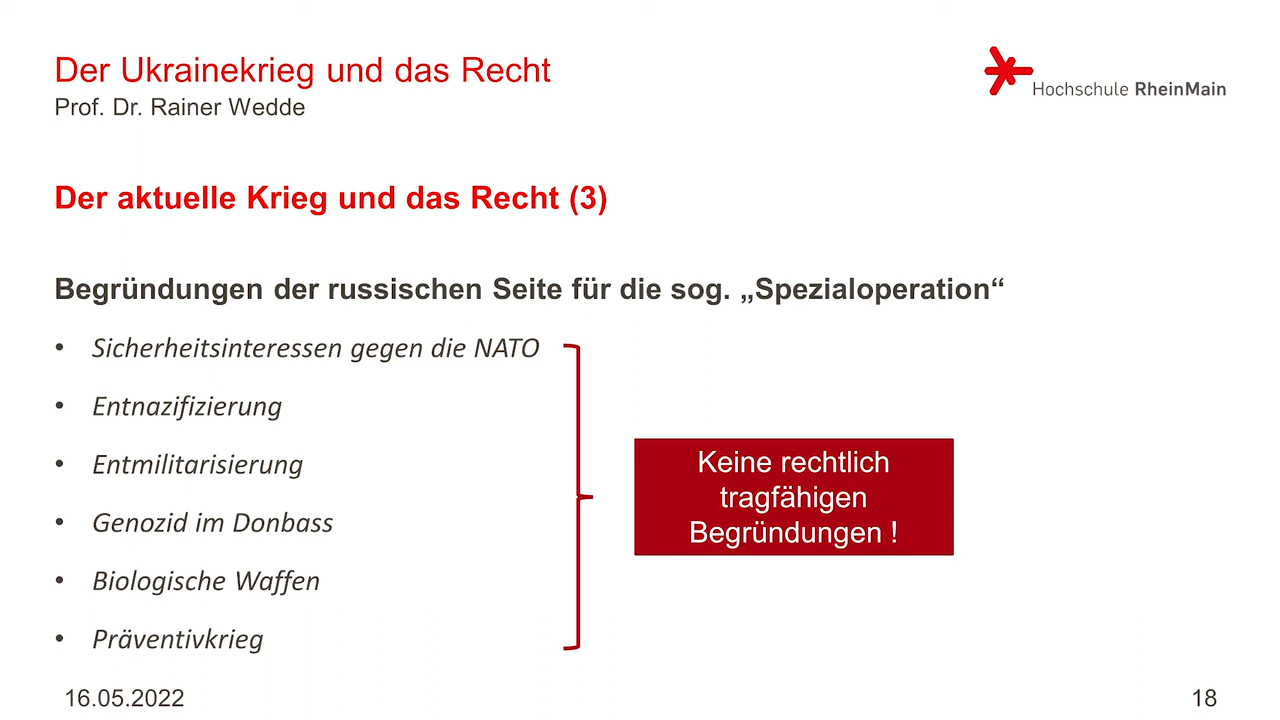 Der Ukrainekrieg und das Recht
Prof. Dr. Rainer Wedde
Hochschule RheinMain
Der aktuelle Krieg und das Recht (3)
Begründungen der russischen Seite für die sog. „Spezialoperation“
• Sicherheitsinteressen gegen die NATO
• Entnazifizierung
• Entmilitarisierung
• Genozid im Donbass
• Biologische Waffen
• Präventivkrieg
Keine rechtlich
tragfähigen
Begründungen !
16.05.2022
18